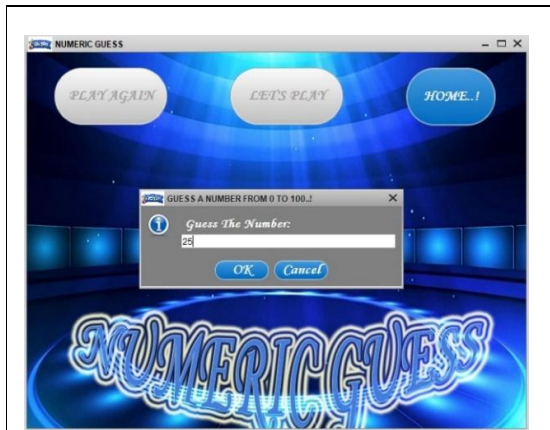 NUMERIC GUESS
PLAY AGAIN
LET'S PLAY
HOME..!
GUESS A NUMBER FROM 0 TO 100..!
Guess The Number:
25
OK
Cancel
NUMERIC GUESS